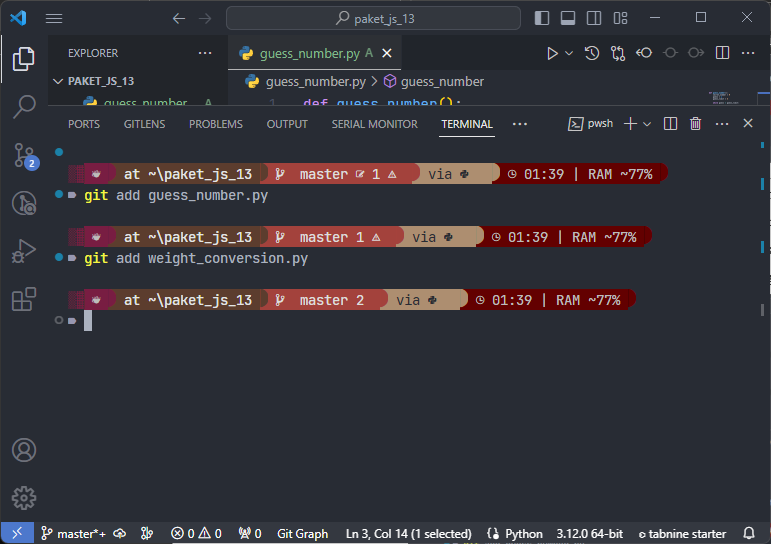 paket_js_13
EXPLORER
guess_number.py A
PAKET_JS_13
guess_number.py > guess_number
guess_number... A
1 def guess_number():
PORTS GITLENS PROBLEMS OUTPUT SERIAL MONITOR TERMINAL pwsh
at ~\paket_js_13 master 1 via 01:39 | RAM ~77%
git add guess_number.py
2
at ~\paket_js_13 master 1 via 01:39 | RAM ~77%
git add weight_conversion.py
at ~\paket_js_13 master 2 via 01:39 | RAM ~77%
master*+ 0 0 0 Git Graph Ln 3, Col 14 (1 selected) Python 3.12.0 64-bit tabnine starter